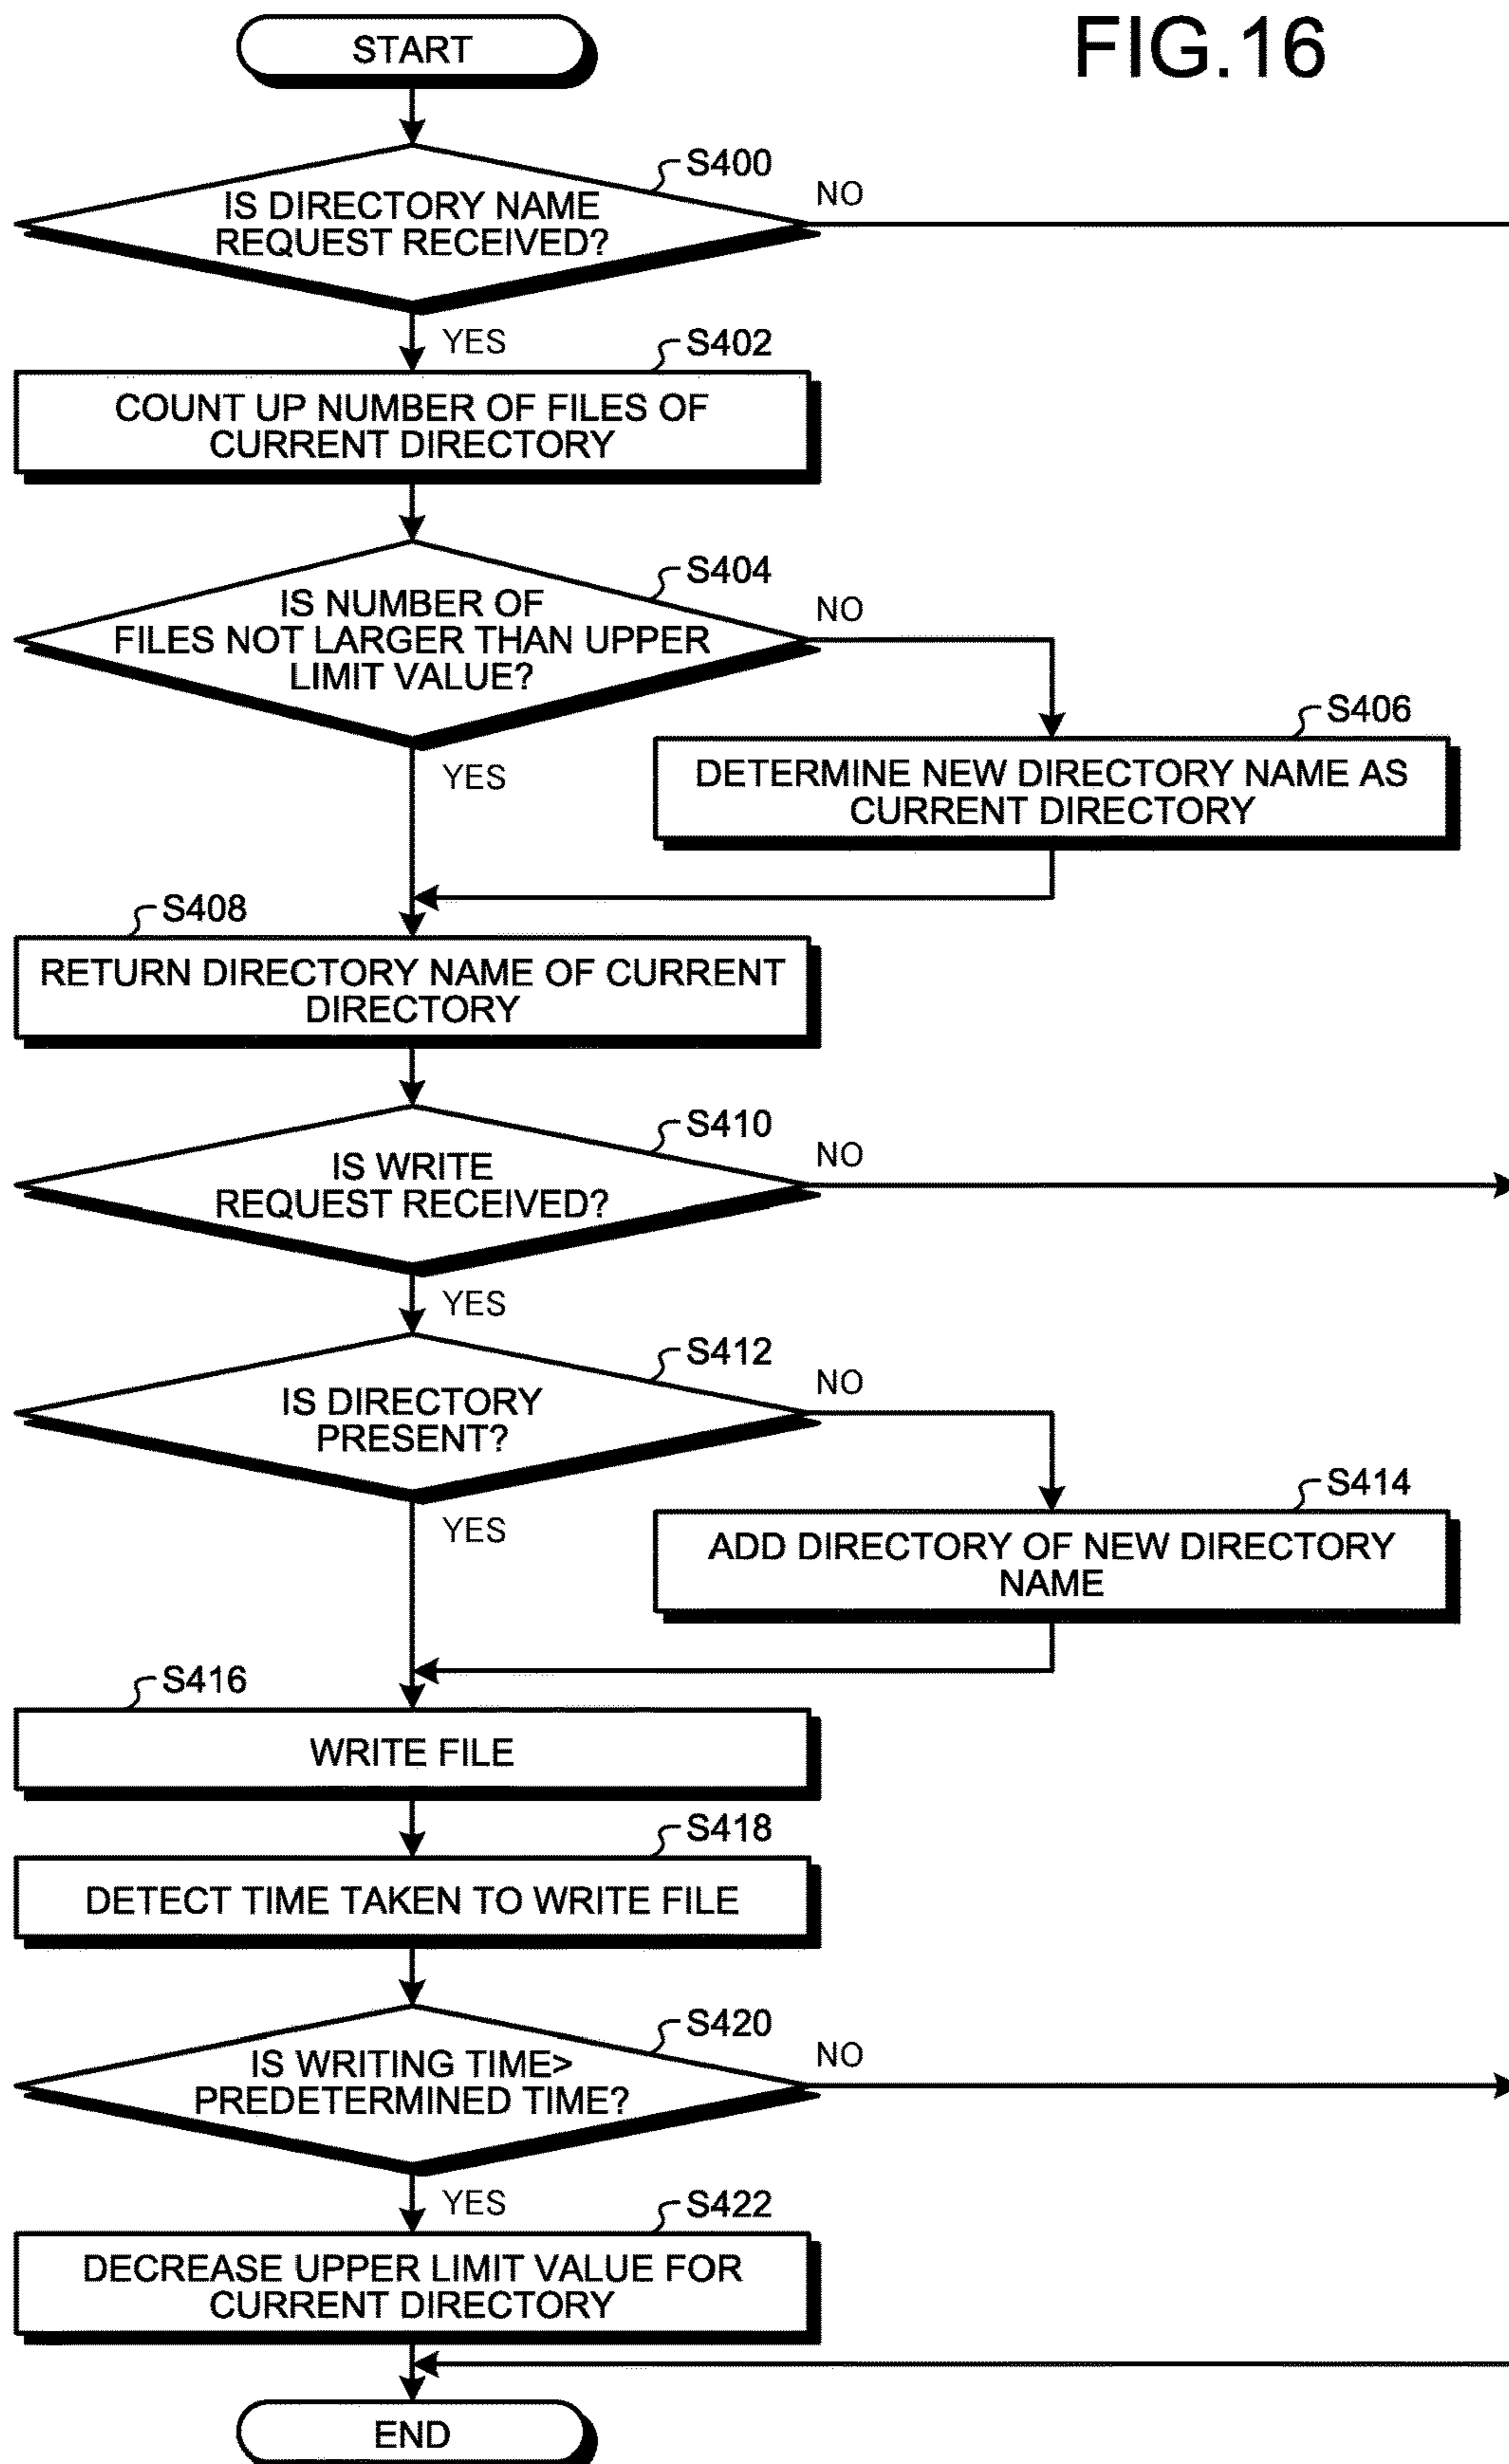 FIG.16
START
S400
IS DIRECTORY NAME
REQUEST RECEIVED?
NO
YES
S402
COUNT UP NUMBER OF FILES OF
CURRENT DIRECTORY
S404
IS NUMBER OF
FILES NOT LARGER THAN UPPER
LIMIT VALUE?
NO
YES
S406
DETERMINE NEW DIRECTORY NAME AS
CURRENT DIRECTORY
S408
RETURN DIRECTORY NAME OF CURRENT
DIRECTORY
S410
IS WRITE
REQUEST RECEIVED?
NO
YES
S412
IS DIRECTORY
PRESENT?
NO
YES
S414
ADD DIRECTORY OF NEW DIRECTORY
NAME
S416
WRITE FILE
S418
DETECT TIME TAKEN TO WRITE FILE
S420
IS WRITING TIME>
PREDETERMINED TIME?
NO
YES
S422
DECREASE UPPER LIMIT VALUE FOR
CURRENT DIRECTORY
END